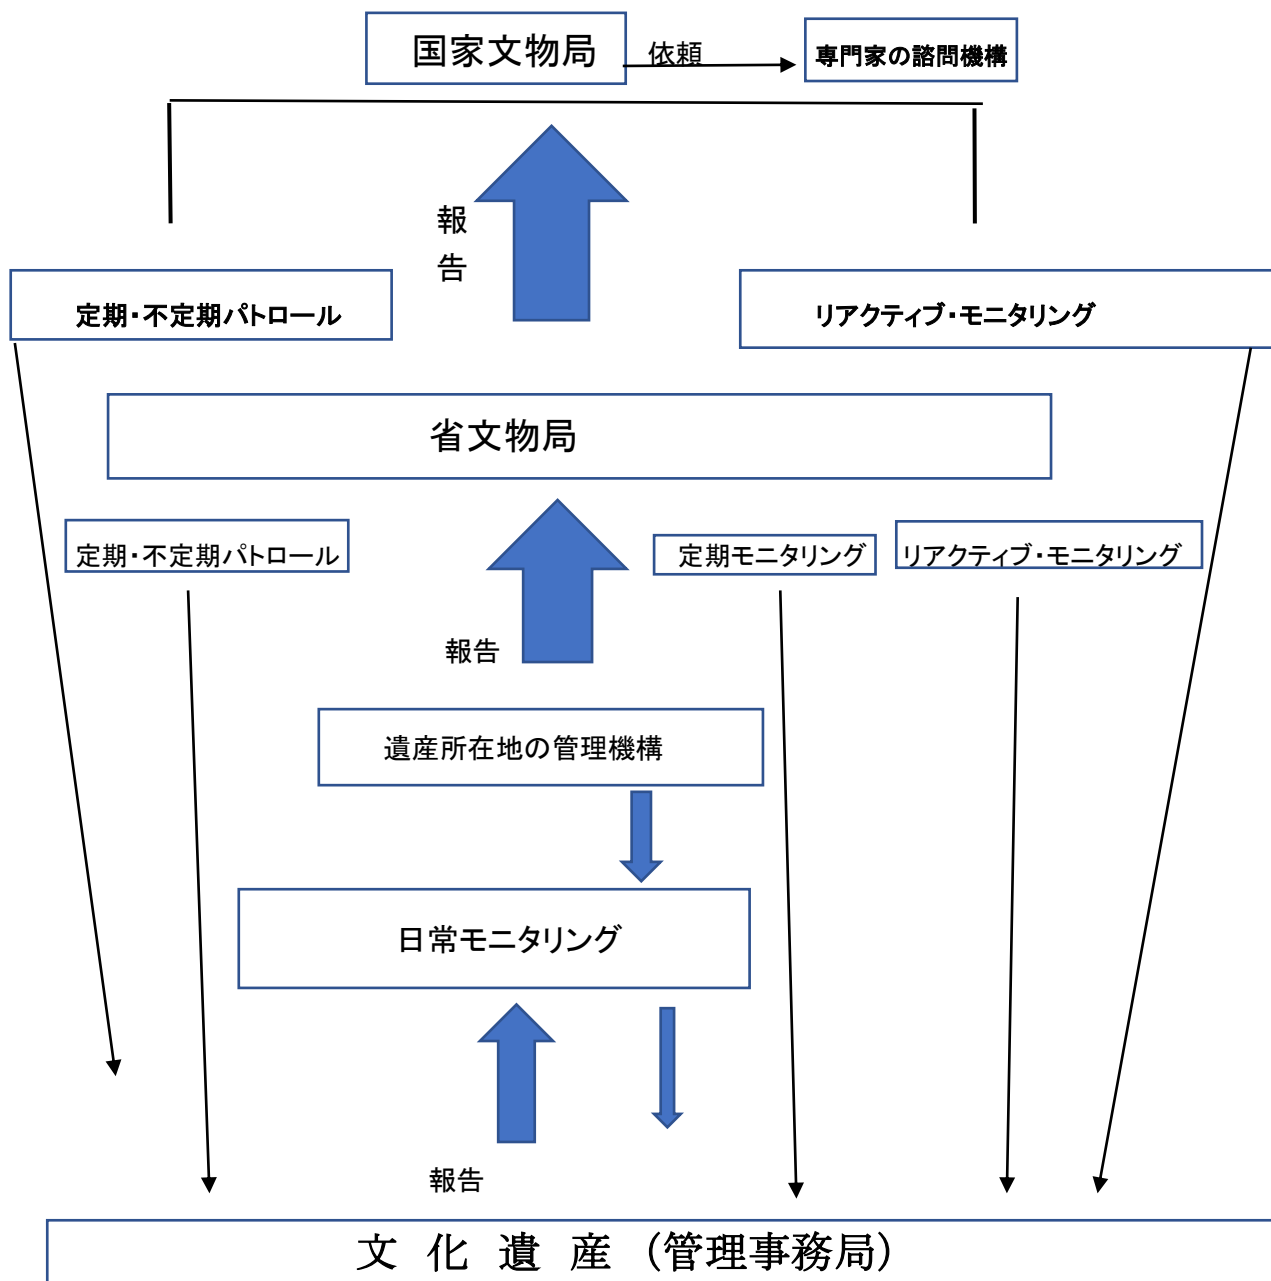 国家文物局
依頼
専門家の諮問機構
報
告
定期・不定期パトロール
リアクティブ・モニタリング
省文物局
定期・不定期パトロール
定期モニタリング
リアクティブ・モニタリング
報告
遺産所在地の管理機構
日常モニタリング
報告
文 化 遺 産 （管理事務局）